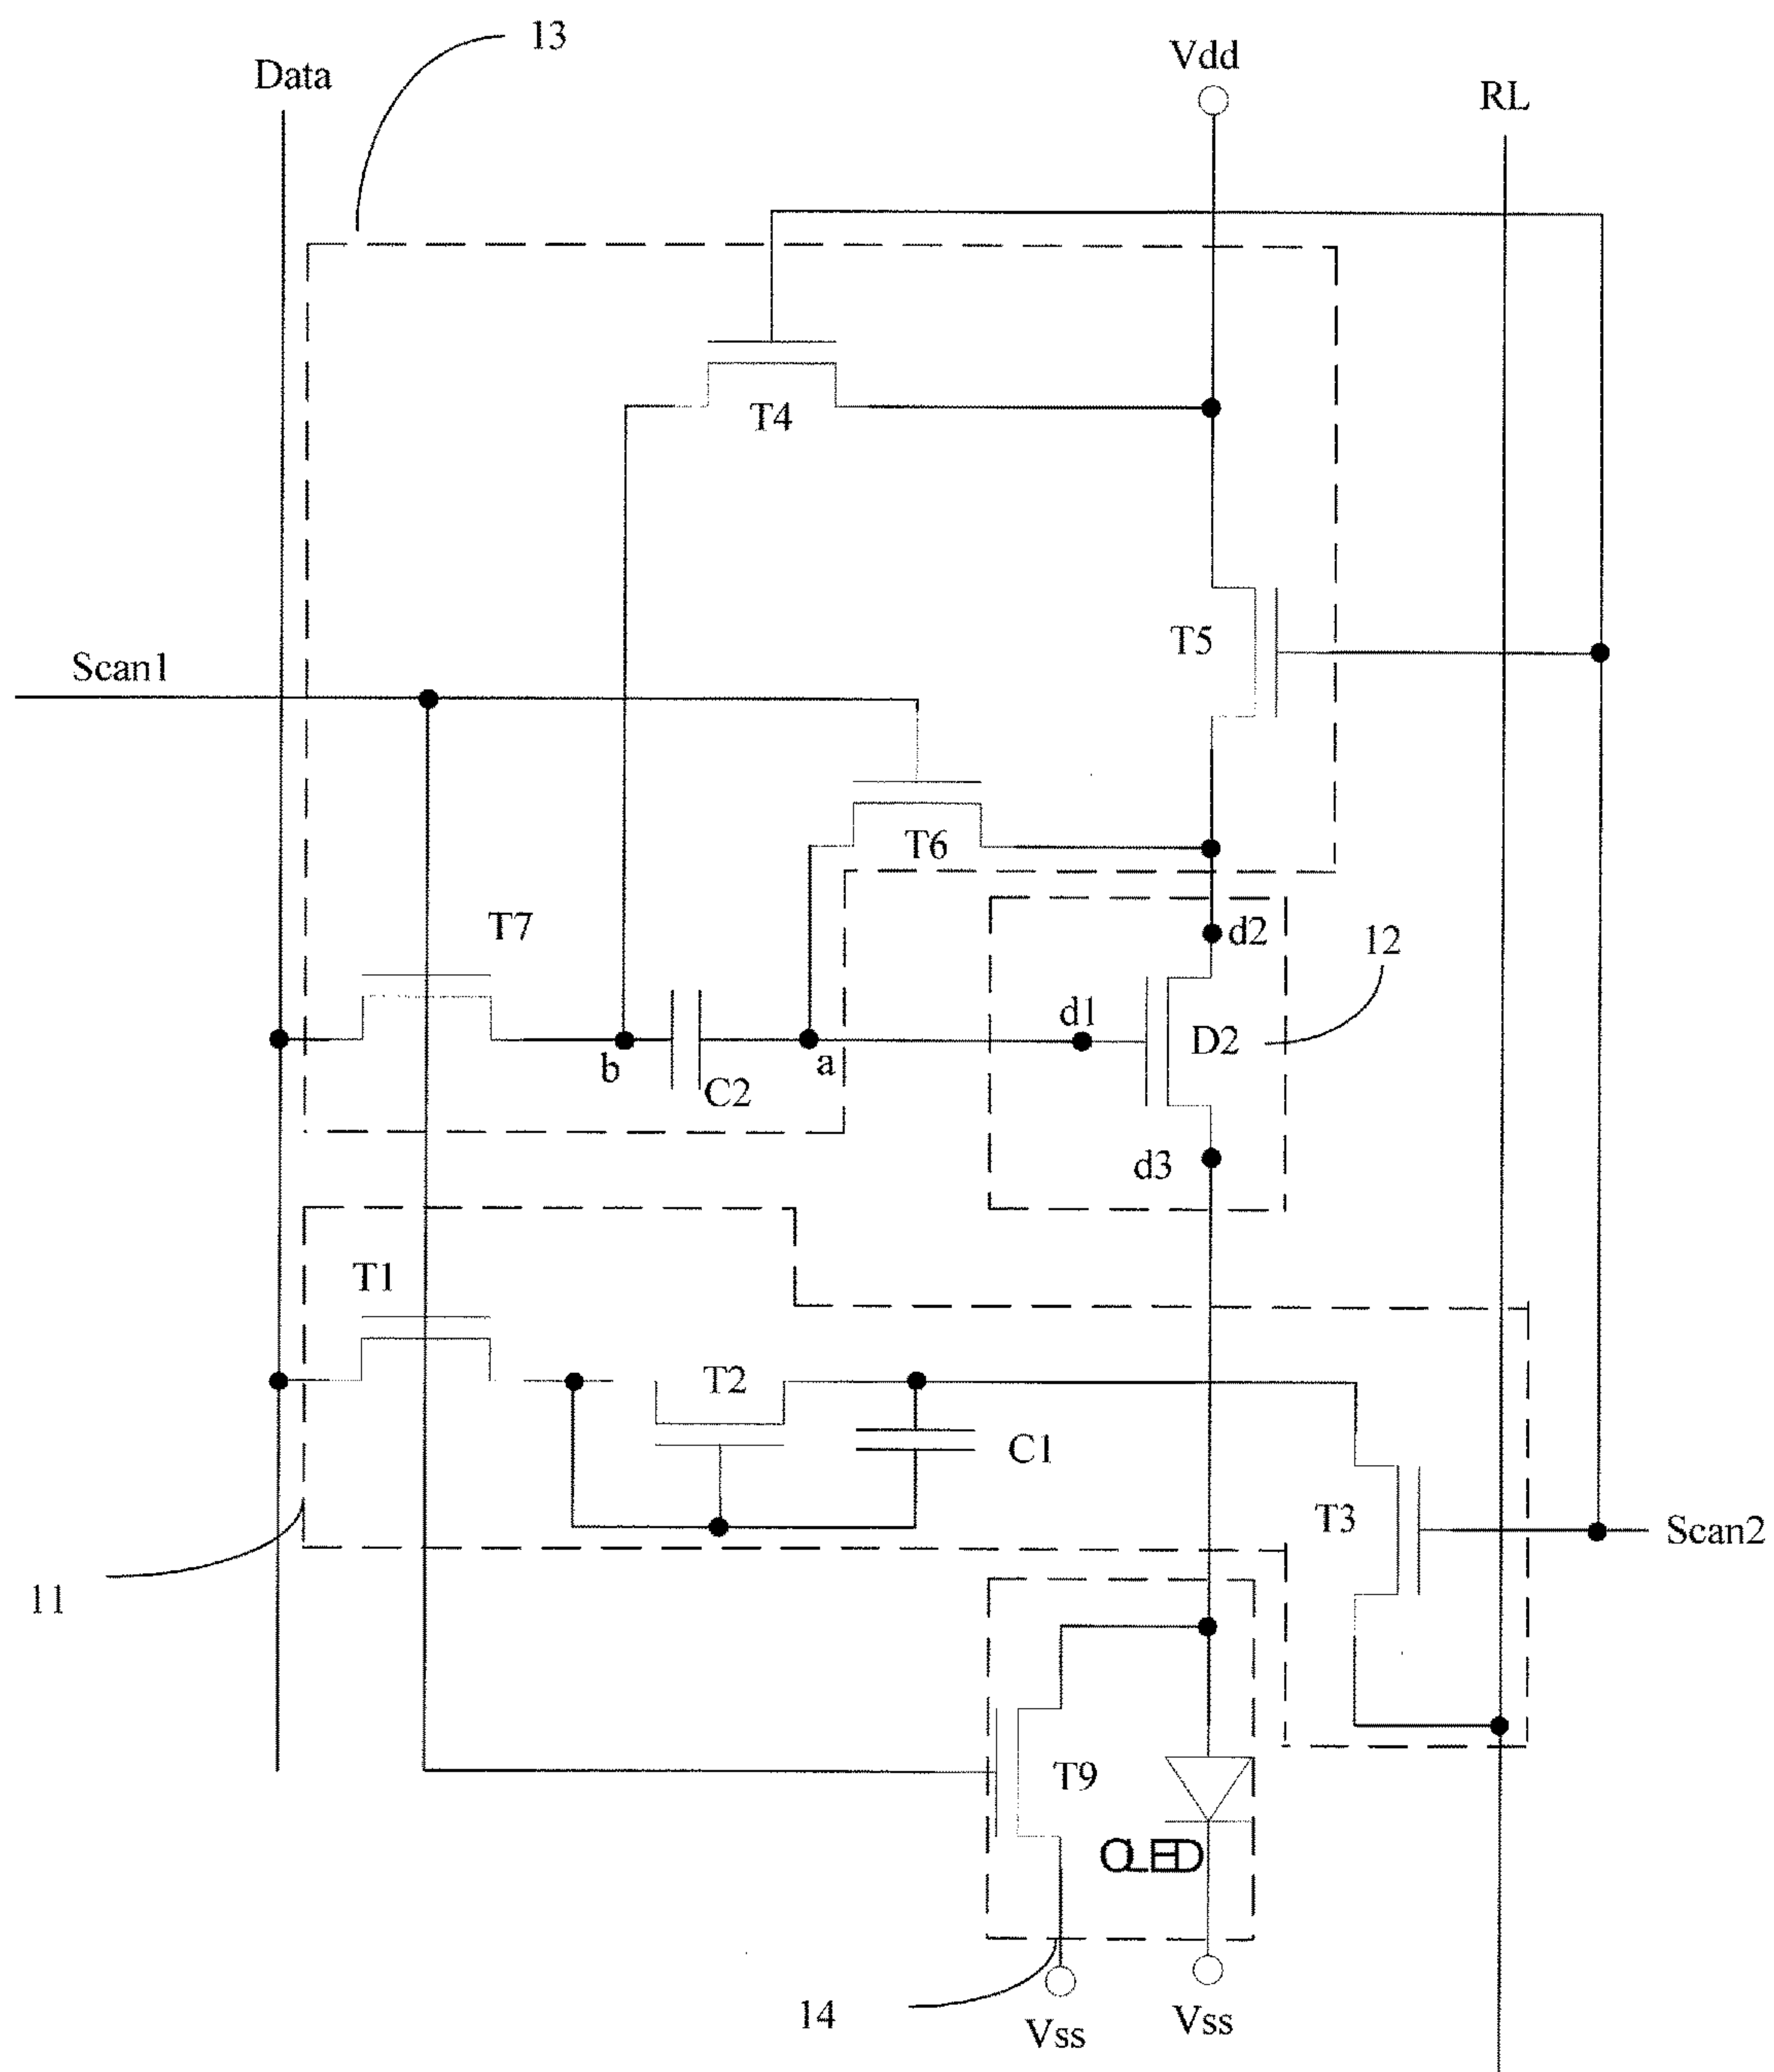 13
Data
Vdd
RL
T4
T5
Scan1
T6
T7
d2
12
d1
D2
b
a
C2
d3
T1
T2
C1
T3
Scan2
11
T9
OLED
14
Vss
Vss